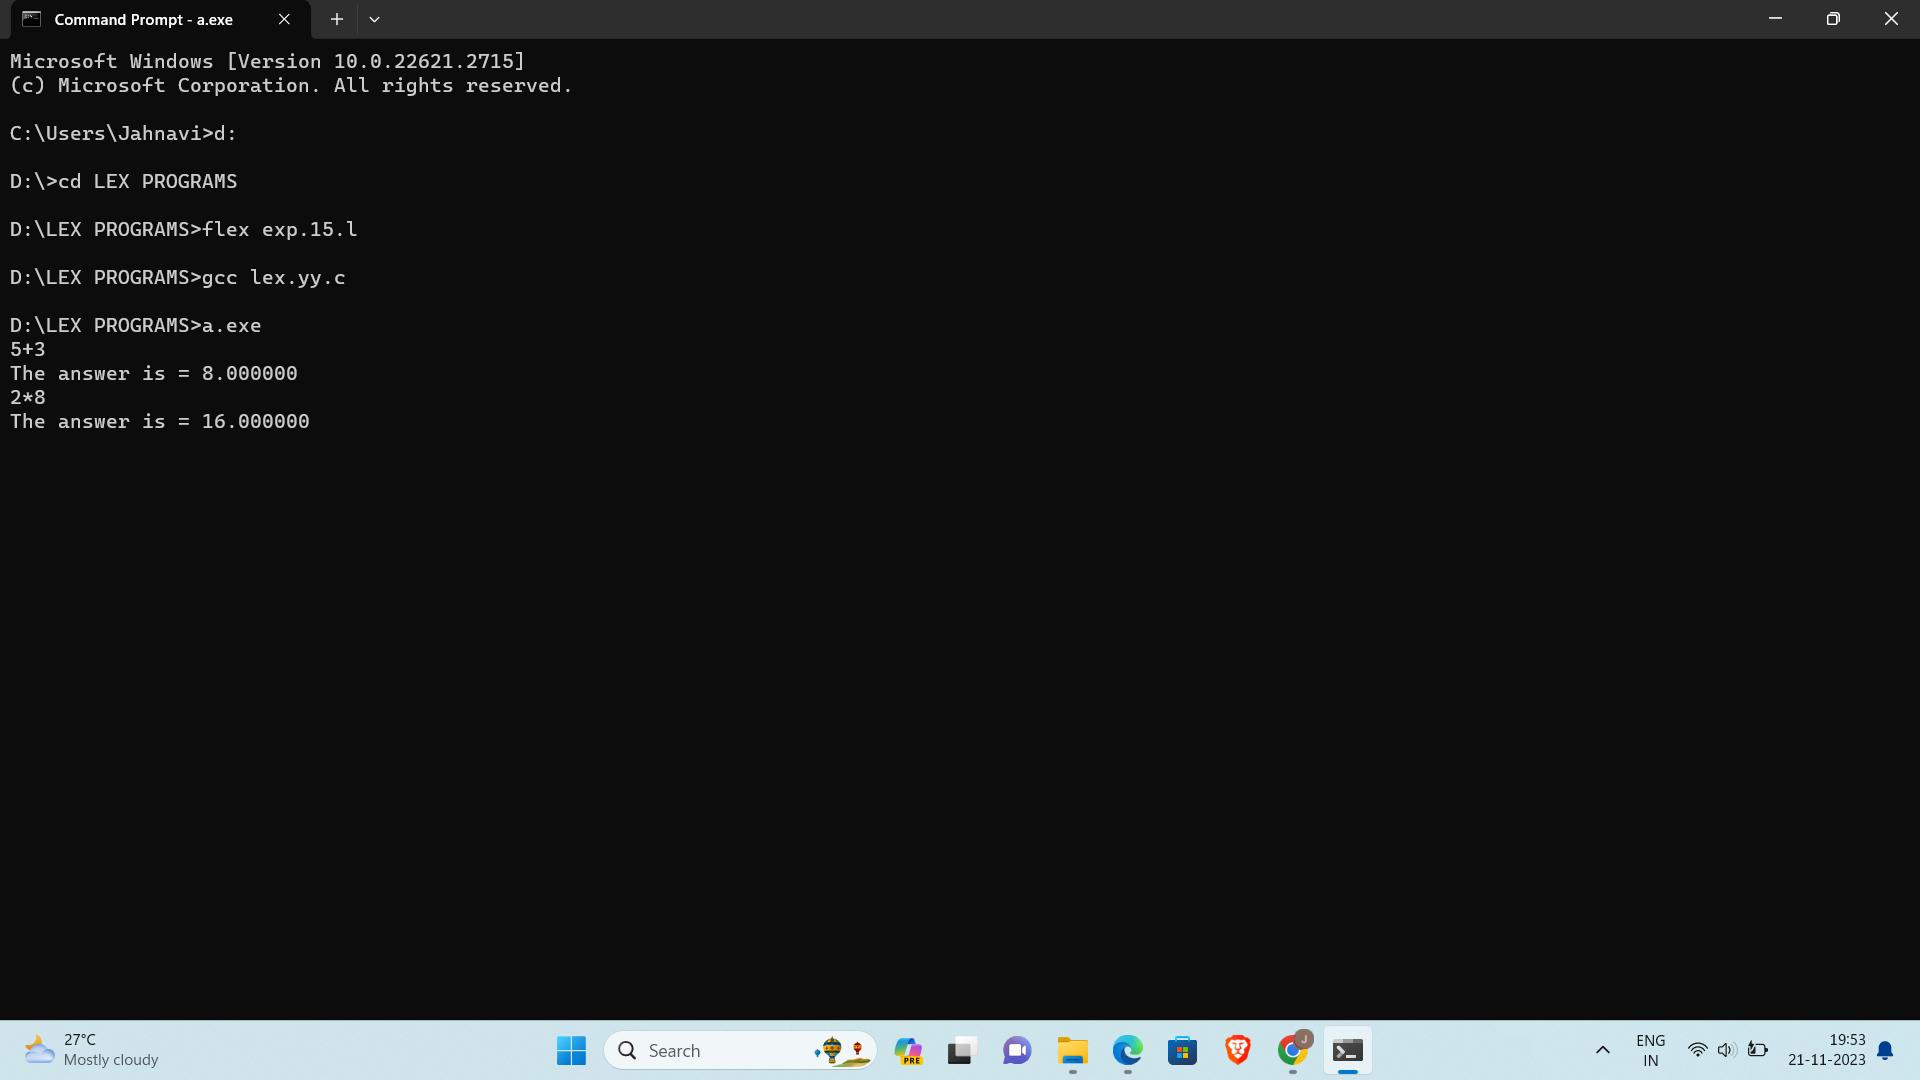 Command Prompt - a.exe
Microsoft Windows [Version 10.0.22621.2715]
(c) Microsoft Corporation. All rights reserved.
C:\Users\Jahnavi>d:
D:\>cd LEX PROGRAMS
D:\LEX PROGRAMS>flex exp.15.l
D:\LEX PROGRAMS>gcc lex.yy.c
D:\LEX PROGRAMS>a.exe
5+3
The answer is = 8.000000
2*8
The answer is = 16.000000
27°C
Mostly cloudy
Search
PRE
J
ENG
IN
19:53
21-11-2023